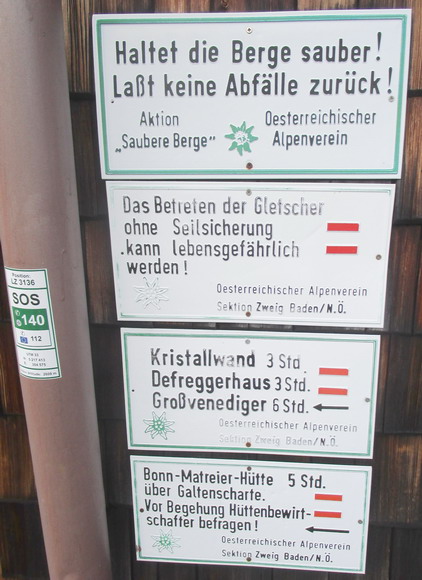 Haltet die Berge sauber!
Laßt keine Abfälle zurück!
Aktion
„Saubere Berge"
Oesterreichischer
Alpenverein
Das Betreten der Gletscher
ohne Seilsicherung
kann lebensgefährlich
werden!
Oesterreichischer Alpenverein
Sektion Zweig Baden/N.Ö.
Kristallwand 3 Std.
Defreggerhaus 3 Std.
Großvenediger 6 Std.
Oesterreichischer Alpenverein
Sektion Zweig Baden/N.Ö.
Bonn-Matreier-Hütte 5 Std.
über Galtenscharte.
Vor Begehung Hüttenbewirt-
schafter befragen!
Oesterreichischer Alpenverein
Sektion Zweig Baden/N.Ö.
LZ 3136
SOS
140
112